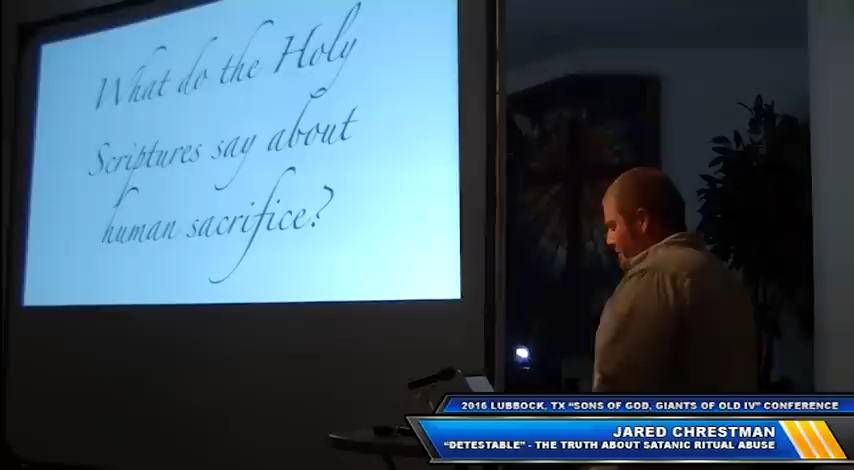 What do the Holy
Scriptures say about
human sacrifice?
2016 LUBBOCK, TX "SONS OF GOD, GIANTS OF OLD IV" CONFERENCE
JARED CHRESTMAN
"DETESTABLE" - THE TRUTH ABOUT SATANIC RITUAL ABUSE